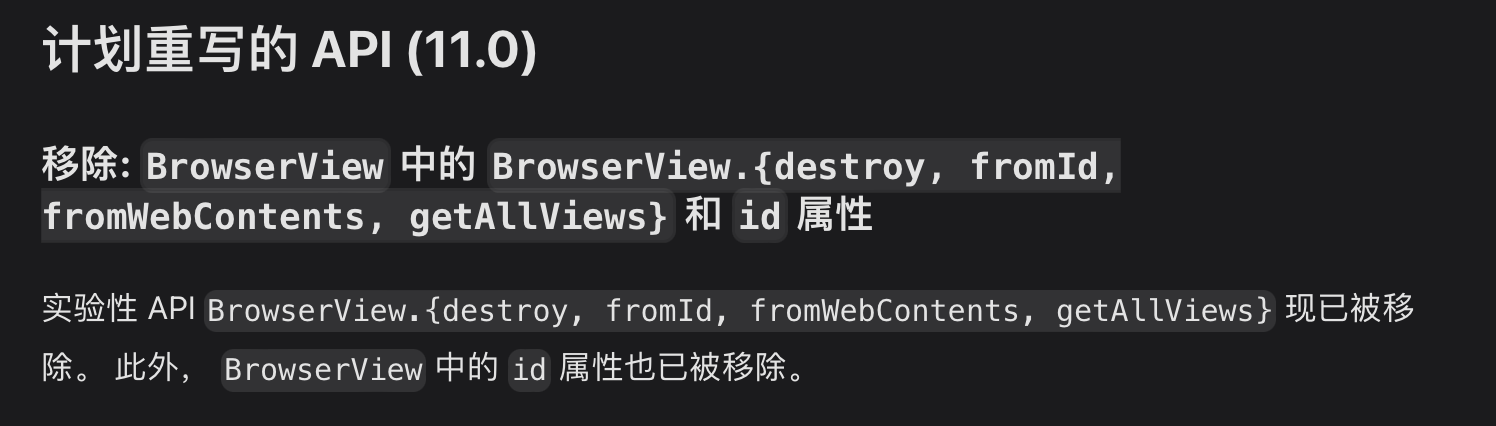 计划重写的 API (11.0)
移除: BrowserView 中的 BrowserView.{destroy, fromId,
fromWebContents, getAllViews} 和 id 属性
实验性 API BrowserView.{destroy, fromId, fromWebContents, getAllViews} 现已被移
除。 此外， BrowserView 中的 id 属性也已被移除。